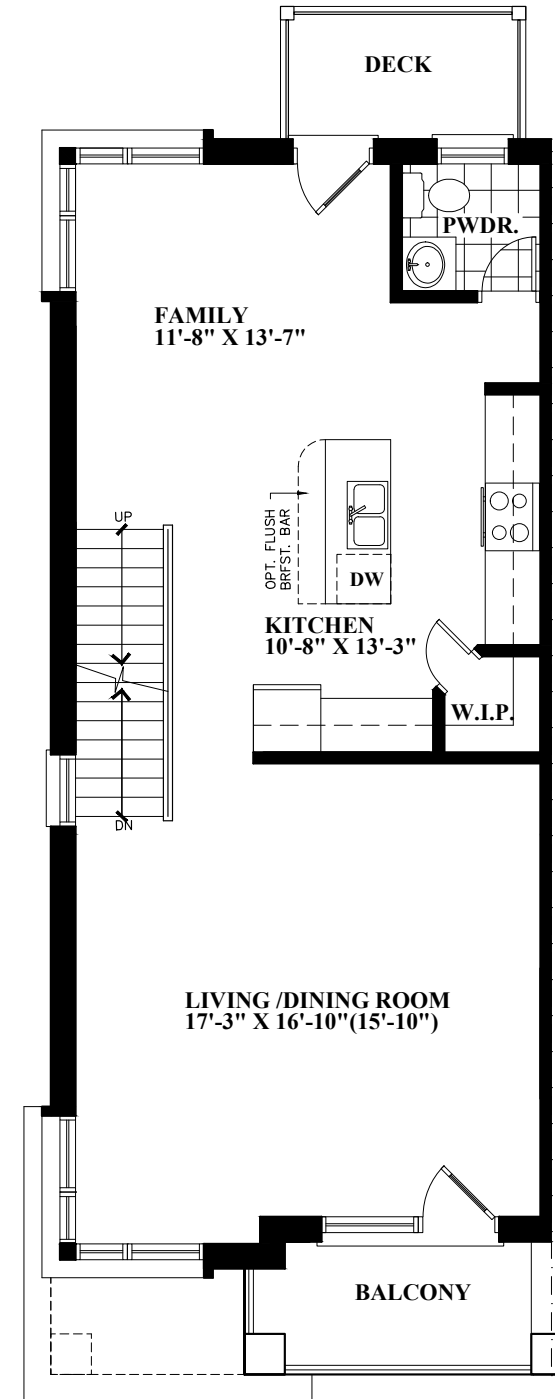 DECK
PWDR.
FAMILY
11'-8" X 13'-7"
UP
OPT. FLUSH
BRFST. BAR
DW
KITCHEN
10'-8" X 13'-3"
W.I.P.
DN
LIVING /DINING ROOM
17'-3" X 16'-10"(15'-10")
BALCONY